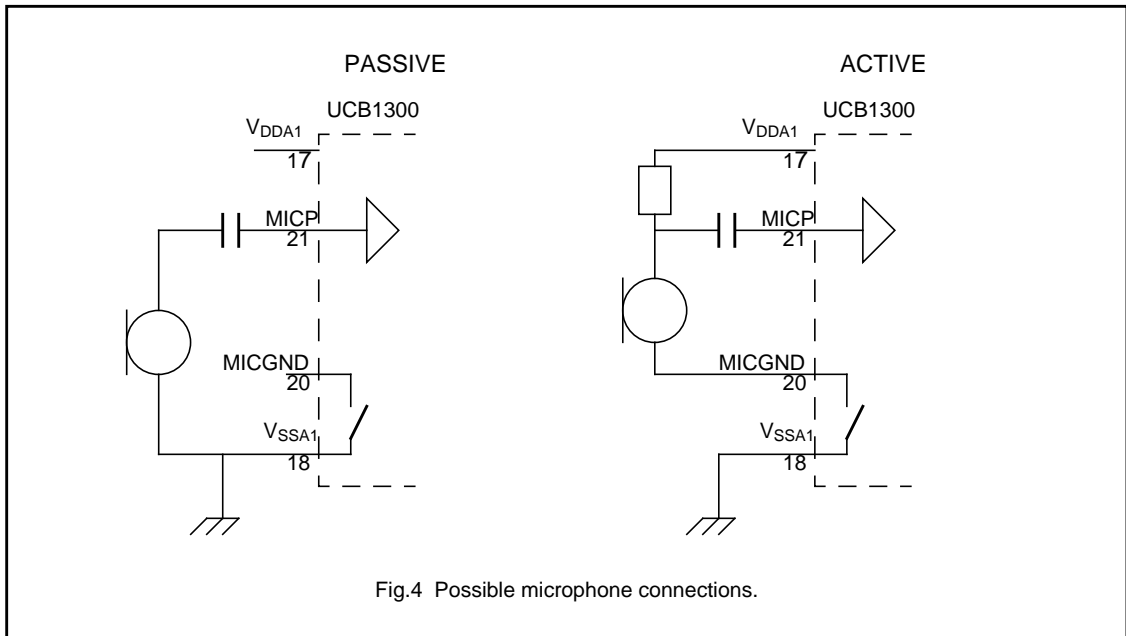 PASSIVE
UCB1300
VDDA1
17
MICP
21
MICGND
20
VSSA1
18
ACTIVE
UCB1300
VDDA1
17
MICP
21
MICGND
20
VSSA1
18
Fig.4 Possible microphone connections.